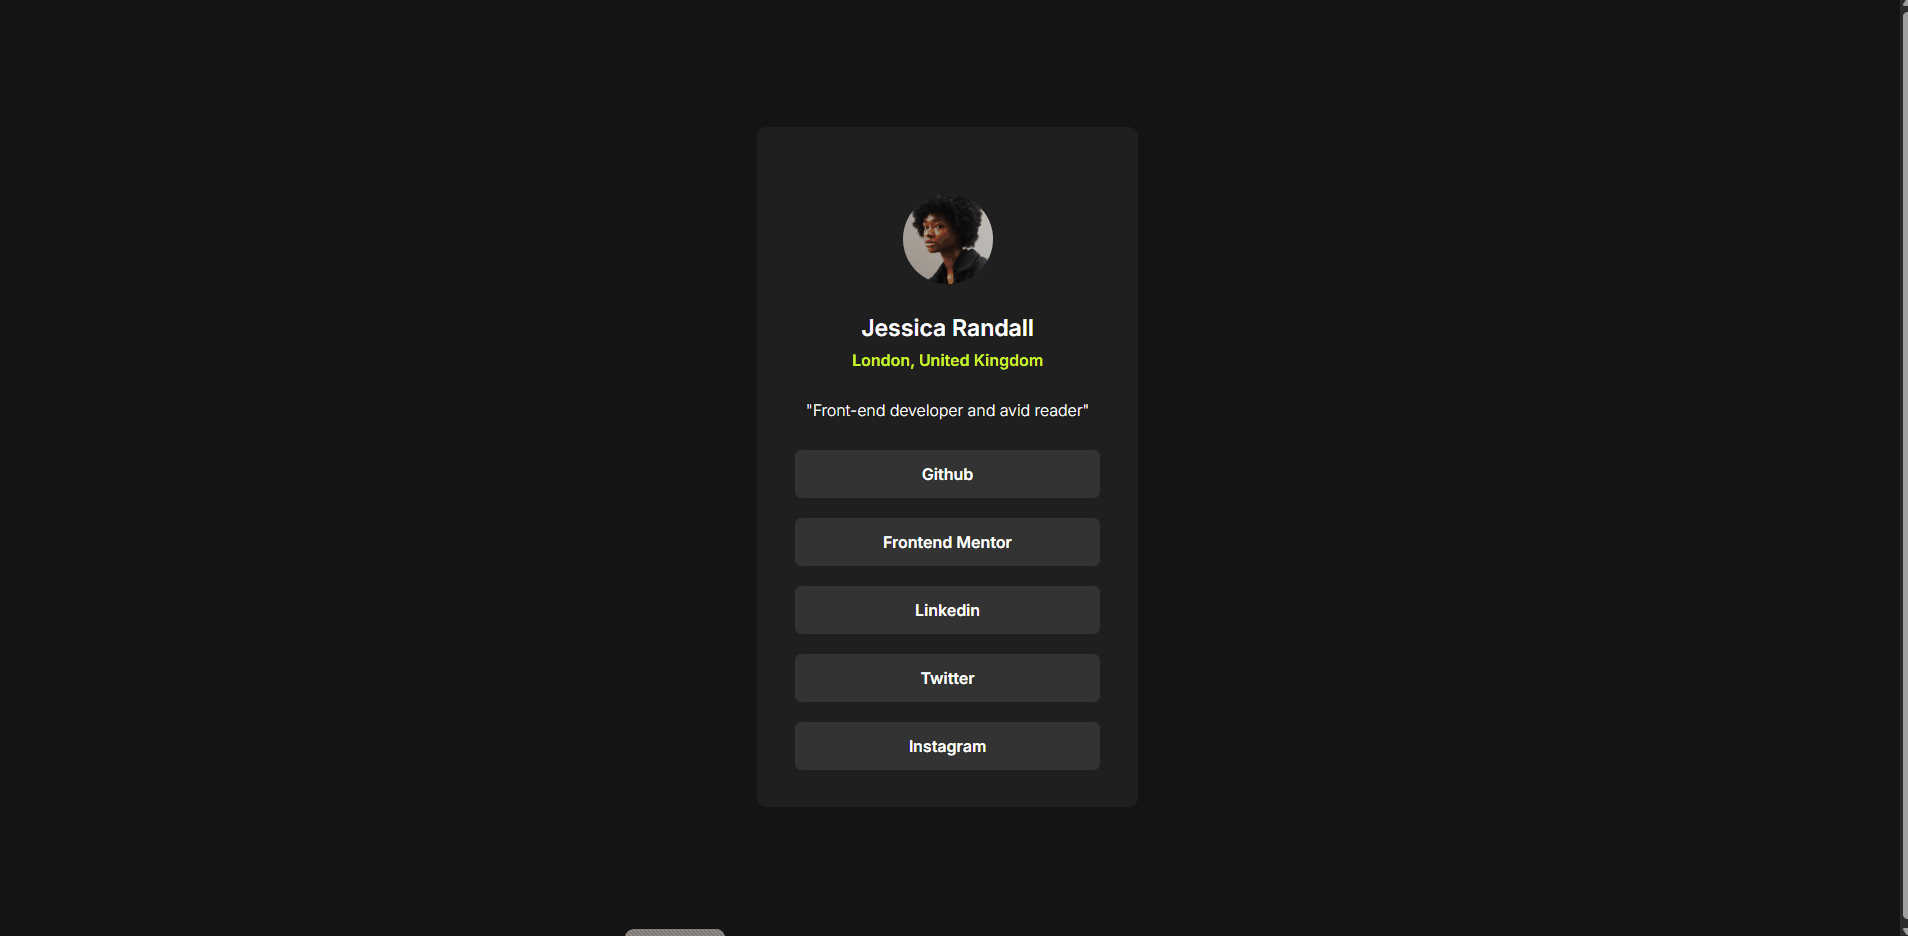 Jessica Randall
London, United Kingdom
"Front-end developer and avid reader"
Github
Frontend Mentor
Linkedin
Twitter
Instagram